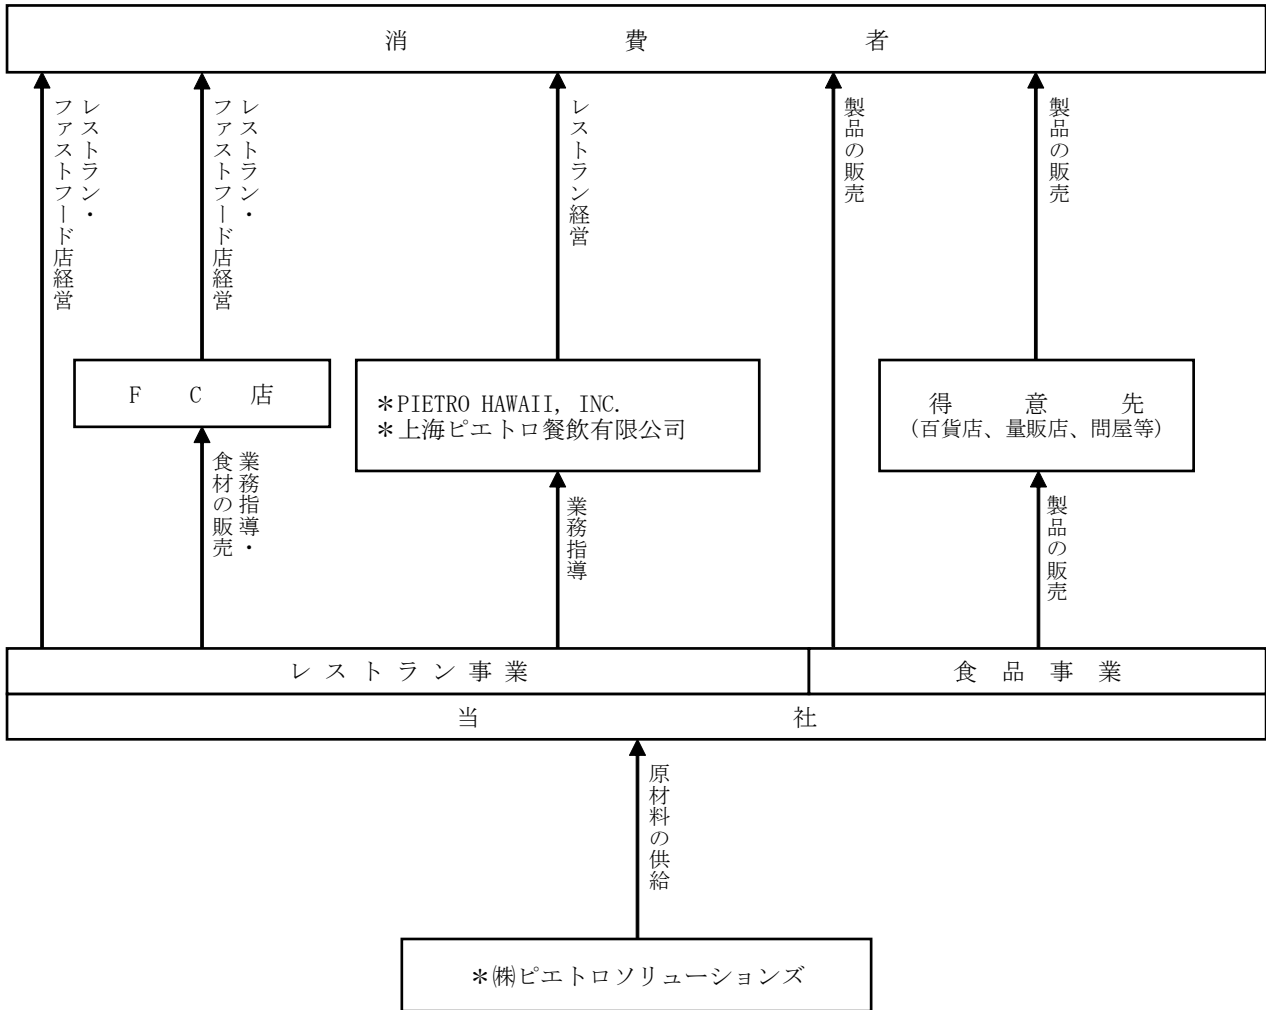 消費者
レストラン・
ファストフード店経営
レストラン・
ファストフード店経営
レストラン経営
製品の販売
製品の販売
FC店
＊PIETRO HAWAII, INC.
＊上海ピエトロ餐飲有限公司
得意先
(百貨店、量販店、問屋等)
業務指導・
食材の販売
業務指導
製品の販売
レストラン事業
食品事業
当社
原材料の供給
＊㈱ピエトロソリューションズ